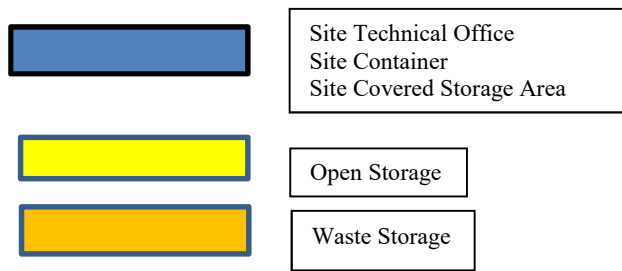 Site Technical Office
Site Container
Site Covered Storage Area
Open Storage
Waste Storage